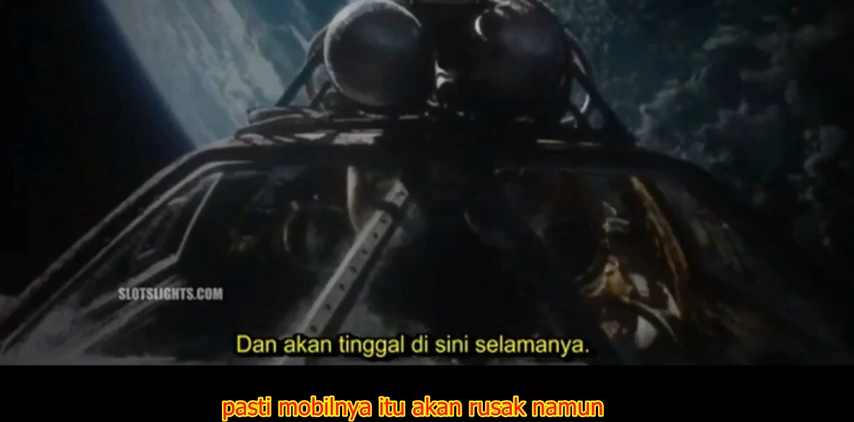 SLOTSLIGHTS.COM
Dan akan tinggal di sini selamanya.
pasti mobilnya itu akan rusak namun